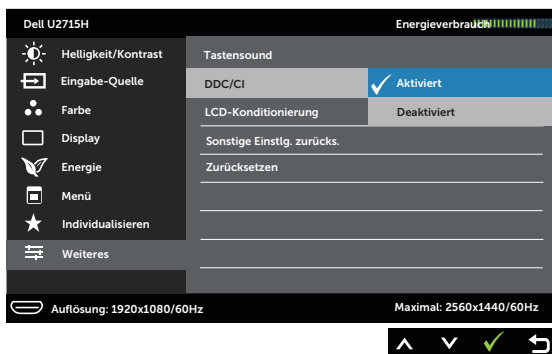 Dell U2715H
Energieverbrauch
Helligkeit/Kontrast
Tastensound
Eingabe-Quelle
DDC/CI
Aktiviert
Farbe
LCD-Konditionierung
Deaktiviert
Display
Sonstige Einstlg. zurücks.
Energie
Zurücksetzen
Menü
Individualisieren
Weiteres
Auflösung: 1920x1080/60Hz
Maximal: 2560x1440/60Hz